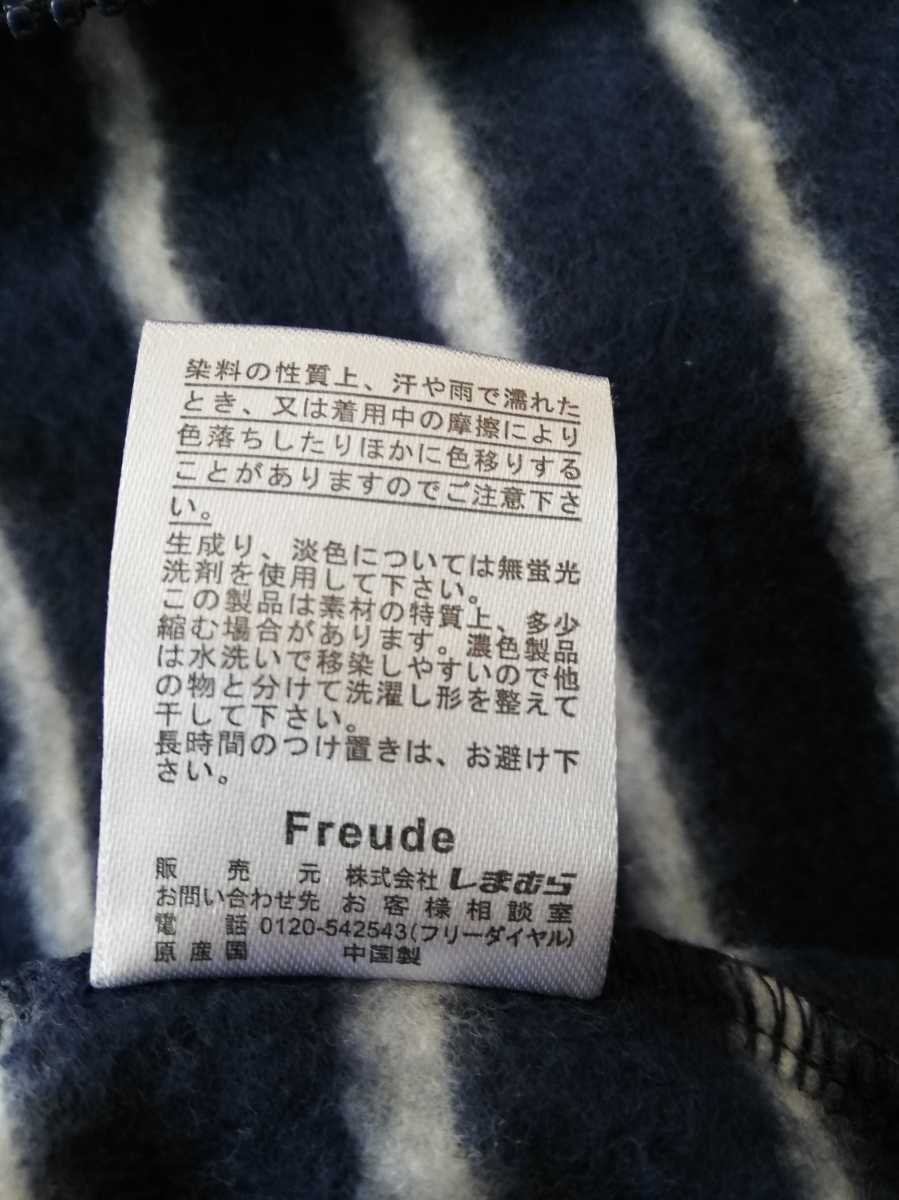 染料の性質上、汗や雨で濡れた
とき、又は着用中の摩擦により
色落ちしたりほかに色移りする
ことがありますのでご注意下さ
い。
生成り、淡色については無蛍光
洗剤を使用して下さい。
この製品は素材の特質上、多少
縮む場合があります。濃色製品
は水洗いで移染しやすいので他
の物と分けて洗濯し形を整えて
干して下さい。
長時間のつけ置きは、お避け下
さい。
Freude
販売元 株式会社 しまむら
お問い合わせ先 お客様相談室
電話 0120-542543(フリーダイヤル)
原産国 中国製